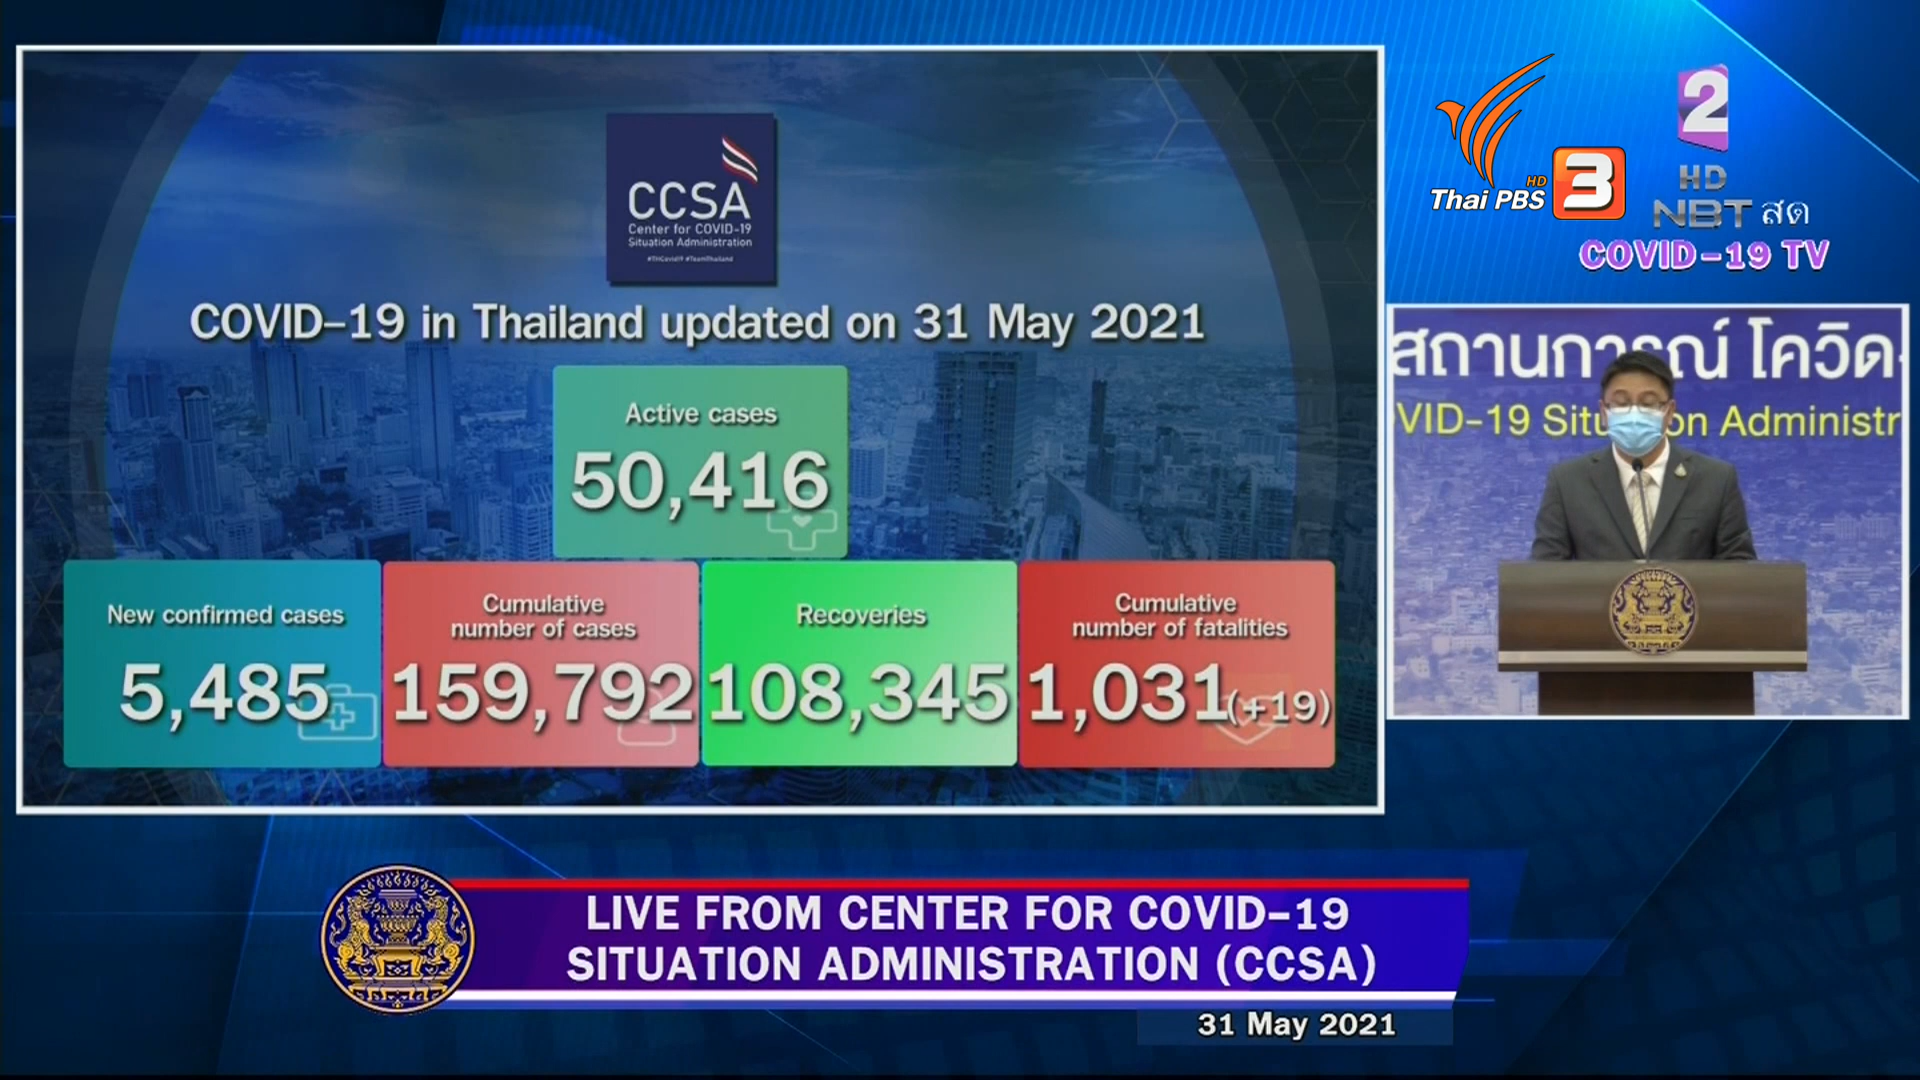 CCSA
Center for COVID-19
Situation Administration
#THCovid19 #TeamThailand
COVID-19 in Thailand updated on 31 May 2021
Active cases
50,416
New confirmed cases
5,485
Cumulative
number of cases
159,792
Recoveries
108,345
Cumulative
number of fatalities
1,031(+19)
Thai PBS HD 3
2
HD
NBT สด
COVID-19 TV
สถานการณ์ โควิด-
OVID-19 Situ on Administr
LIVE FROM CENTER FOR COVID-19
SITUATION ADMINISTRATION (CCSA)
31 May 2021